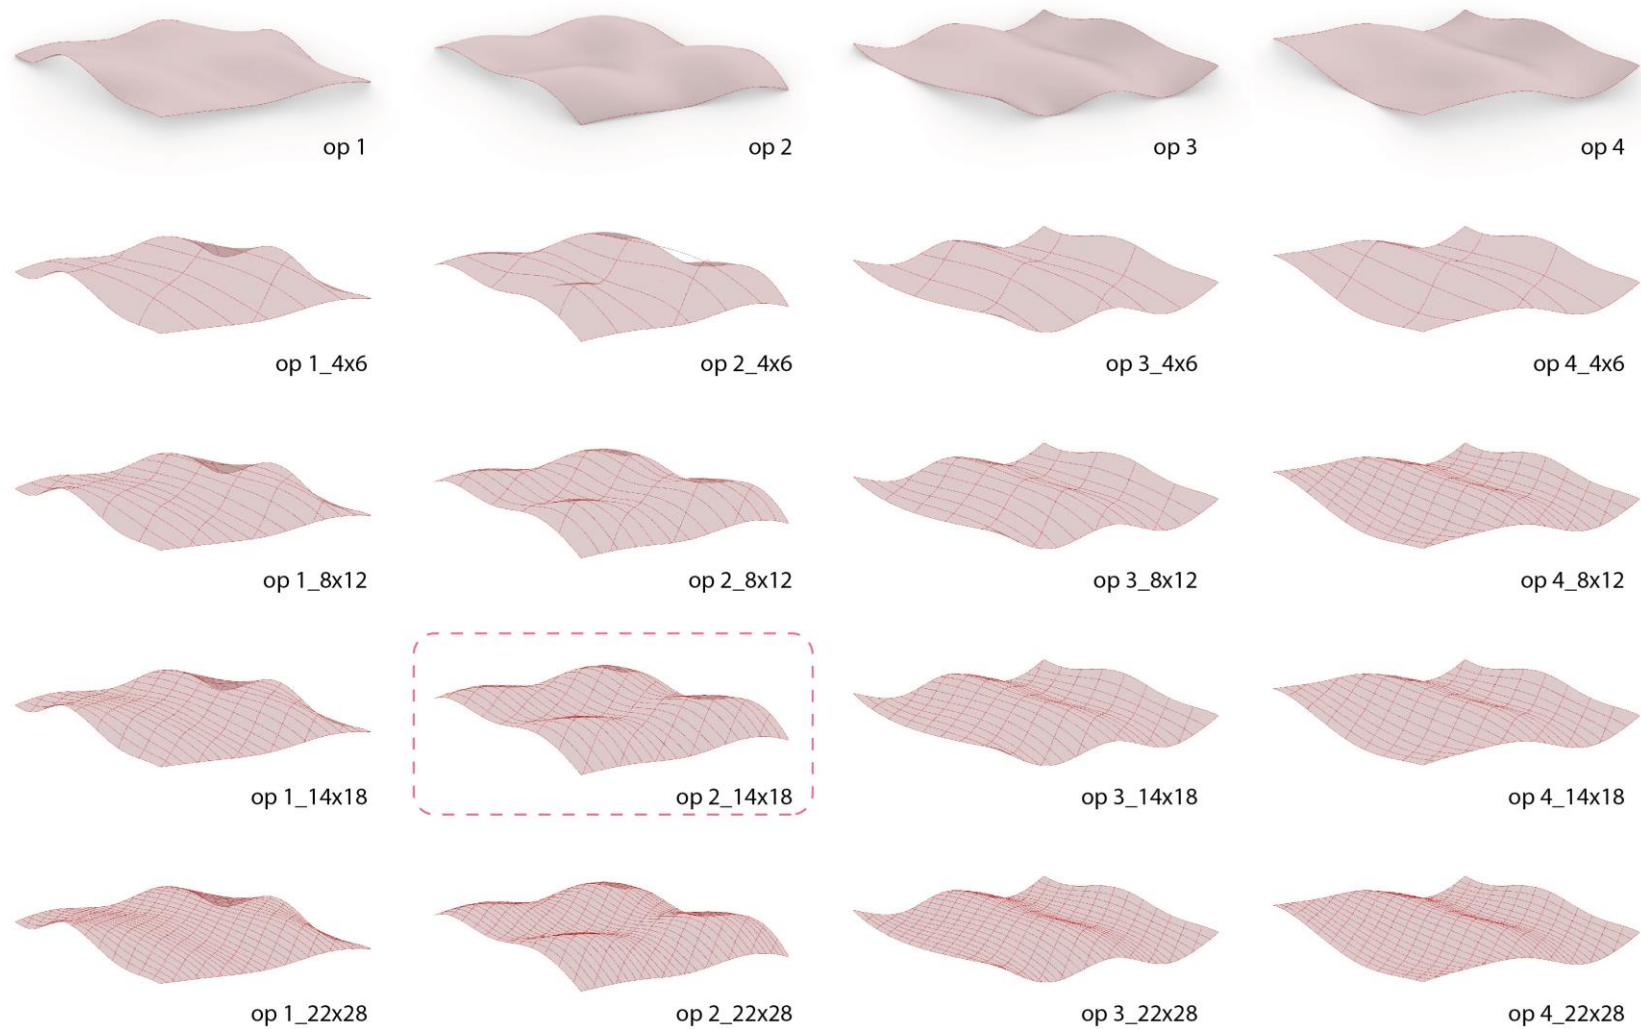 op 1
op 2
op 3
op 4
op 1_4x6
op 2_4x6
op 3_4x6
op 4_4x6
op 1_8x12
op 2_8x12
op 3_8x12
op 4_8x12
op 1_14x18
op 2_14x18
op 3_14x18
op 4_14x18
op 1_22x28
op 2_22x28
op 3_22x28
op 4_22x28